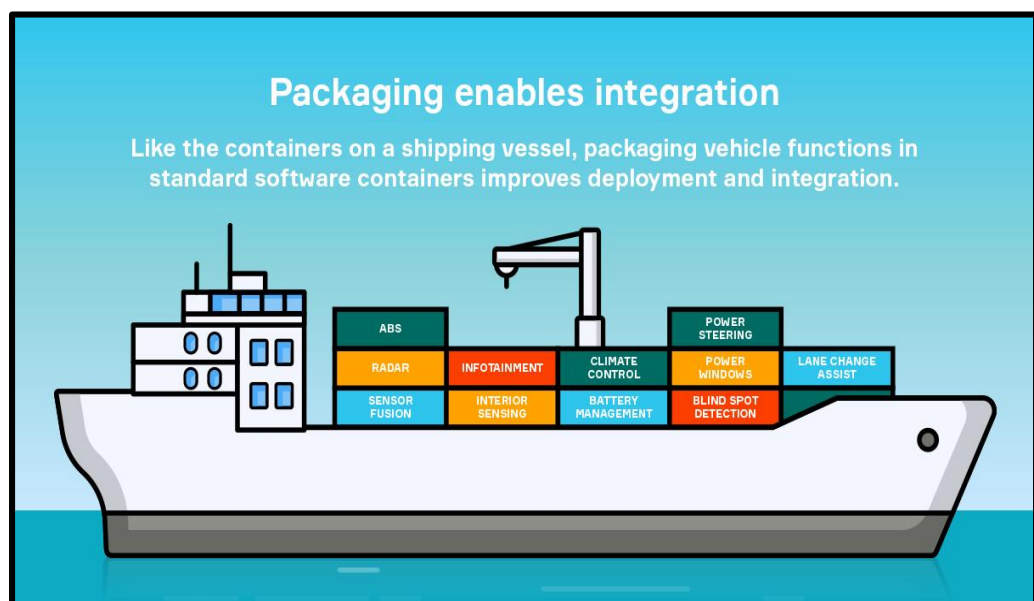 Packaging enables integration
Like the containers on a shipping vessel, packaging vehicle functions in
standard software containers improves deployment and integration.
ABS
POWER
STEERING
RADAR
INFOTAINMENT
CLIMATE
CONTROL
POWER
WINDOWS
LANE CHANGE
ASSIST
SENSOR
FUSION
INTERIOR
SENSING
BATTERY
MANAGEMENT
BLIND SPOT
DETECTION